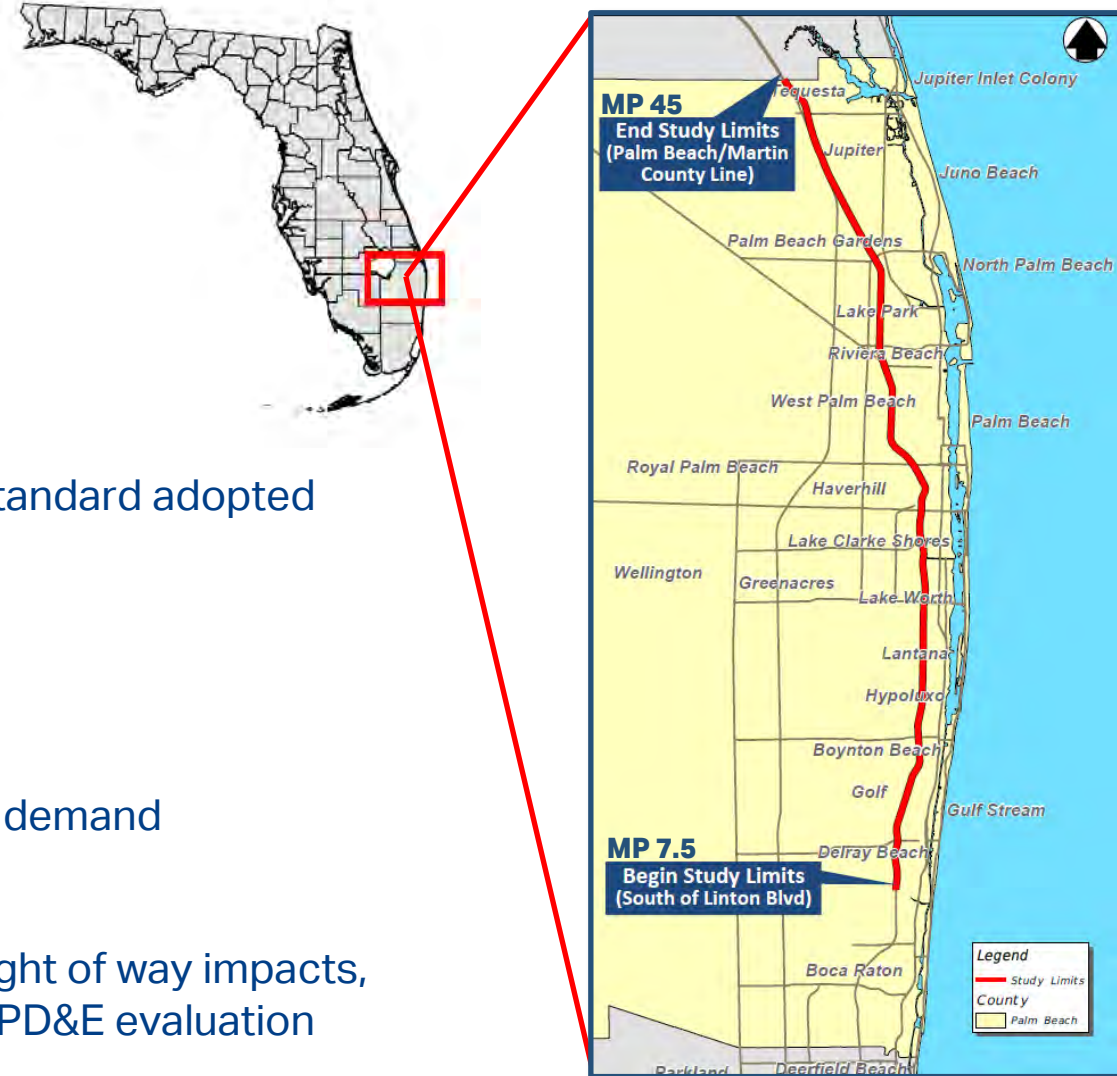 tandard adopted
demand
ght of way impacts,
PD&E evaluation
Tequesta
Jupiter Inlet Colony
MP 45
End Study Limits
(Palm Beach/Martin
County Line)
Jupiter
Juno Beach
Palm Beach Gardens
North Palm Beach
Lake Park
Riviera Beach
West Palm Beach
Palm Beach
Royal Palm Beach
Haverhill
Lake Clarke Shores
Wellington
Greenacres
Lake Worth
Lantana
Hypoluxo
Boynton Beach
Golf
Gulf Stream
MP 7.5
Delray Beach
Begin Study Limits
(South of Linton Blvd)
Boca Raton
Legend
Study Limits
County
Palm Beach
Parkland
Deerfield Beach